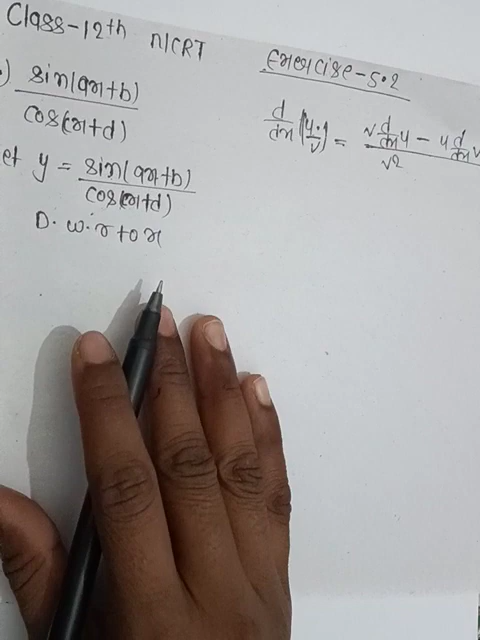 Class-12th NCRT
Exercise-5.2
.) sin(ax+b)
cos(cx+d)
d/dx (u/v) = v d/dx u - u d/dx v
v²
et y = sin(ax+b)
cos(cx+d)
D. w. r to x